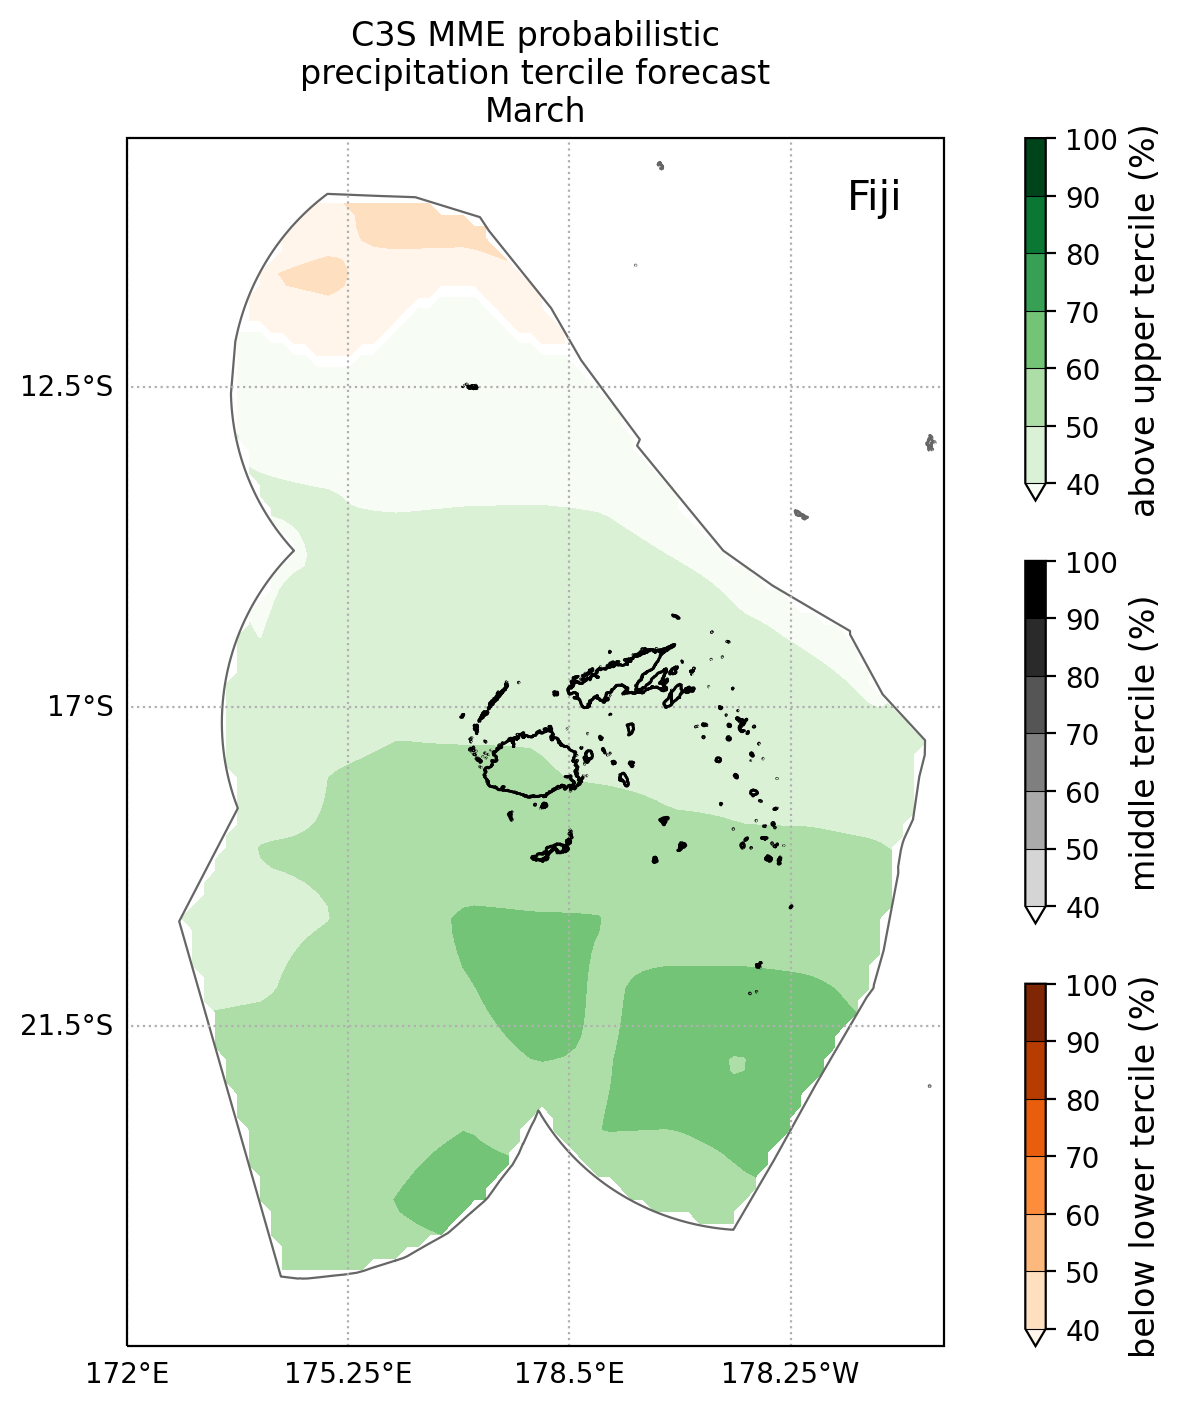 C3S MME probabilistic
precipitation tercile forecast
March
Fiji
12.5°S
17°S
21.5°S
172°E
175.25°E
178.5°E
178.25°W
100
90
80
70
60
50
40
above upper tercile (%)
100
90
80
70
60
50
40
middle tercile (%)
100
90
80
70
60
50
40
below lower tercile (%)